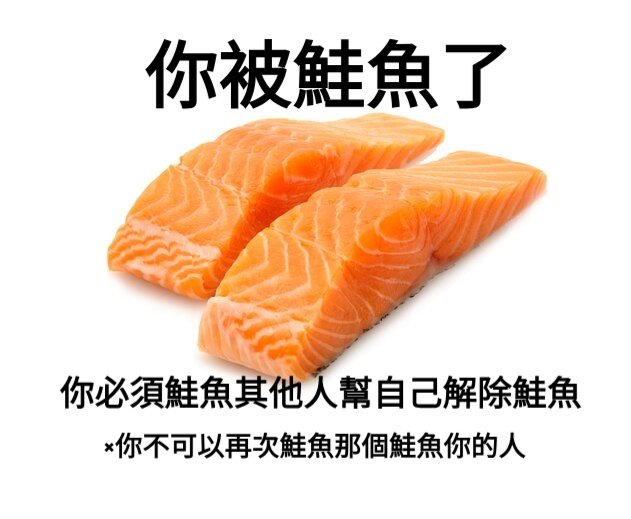 你被鮭魚了
你必須鮭魚其他人幫自己解除鮭魚
*你不可以再次鮭魚那個鮭魚你的人